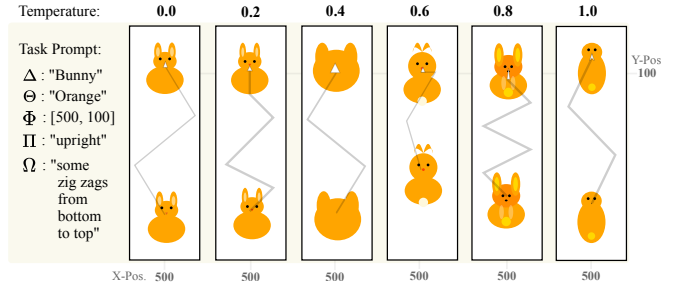 Temperature: 0.0 0.2 0.4 0.6 0.8 1.0
Task Prompt:
Δ : "Bunny"
Θ : "Orange"
Φ : [500, 100]
Π : "upright"
Ω : "some
zig zags
from
bottom
to top"
Y-Pos
100
X-Pos. 500 500 500 500 500 500